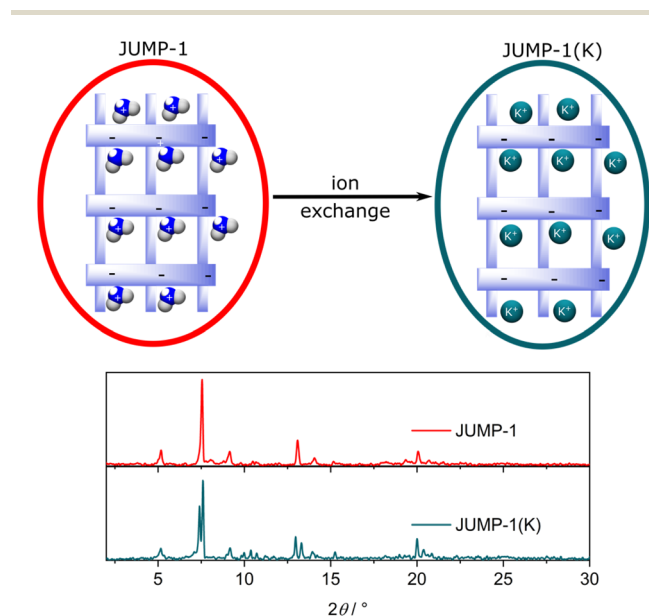 JUMP-1 JUMP-1(K)
+ + - - - + + + + - - - + + + - - - + +
ion
exchange
K⁺ K⁺
- - -
K⁺ K⁺ K⁺
- - -
K⁺ K⁺ K⁺
- - -
K⁺ K⁺
JUMP-1
JUMP-1(K)
5 10 15 20 25 30
2θ/ °